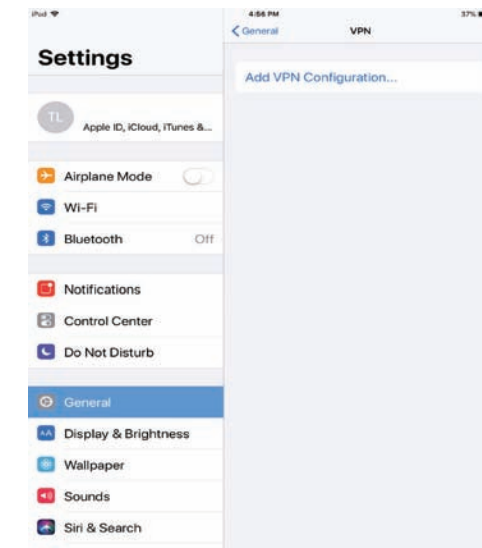 iPad
4:56 PM
37%
General
VPN
Settings
Add VPN Configuration...
TL
Apple ID, iCloud, iTunes &...
Airplane Mode
Wi-Fi
Bluetooth Off
Notifications
Control Center
Do Not Disturb
General
AA
Display & Brightness
Wallpaper
Sounds
Siri & Search